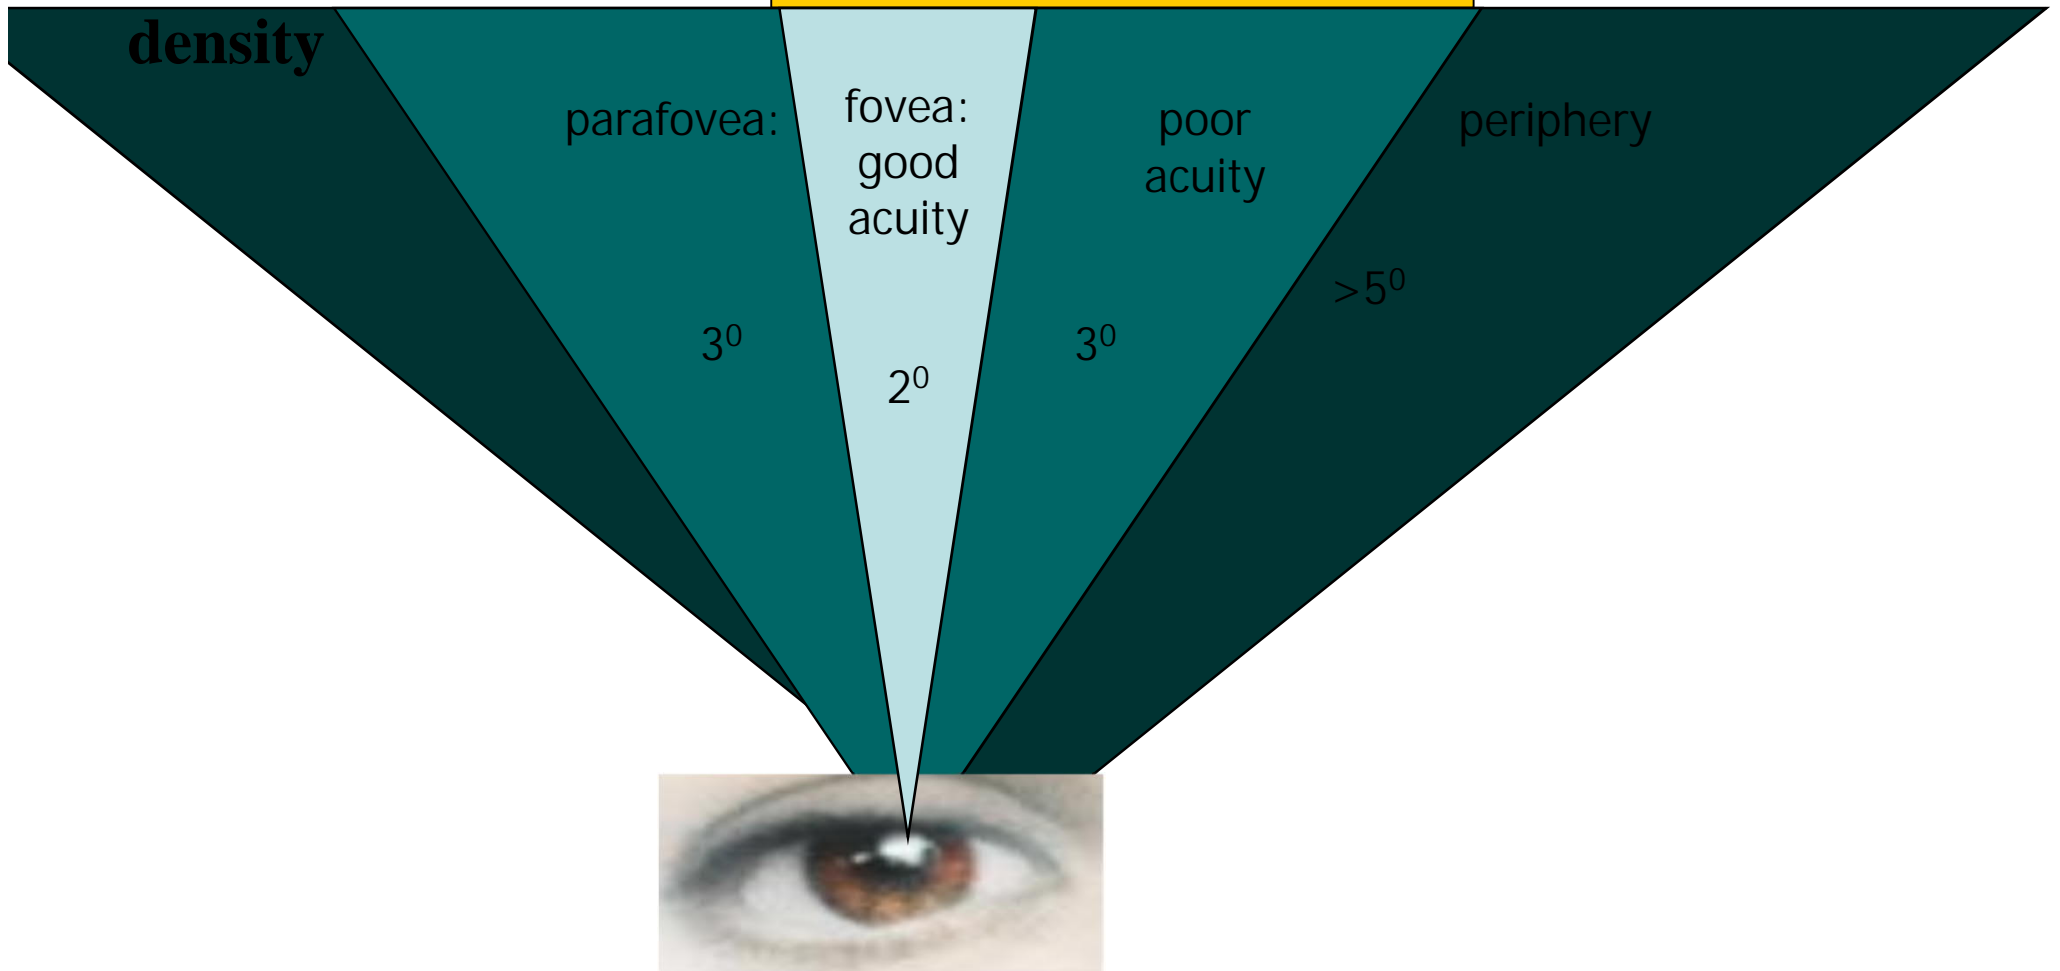 density
parafovea:
fovea:
good
acuity
poor
acuity
periphery
>5⁰
3⁰
3⁰
2⁰